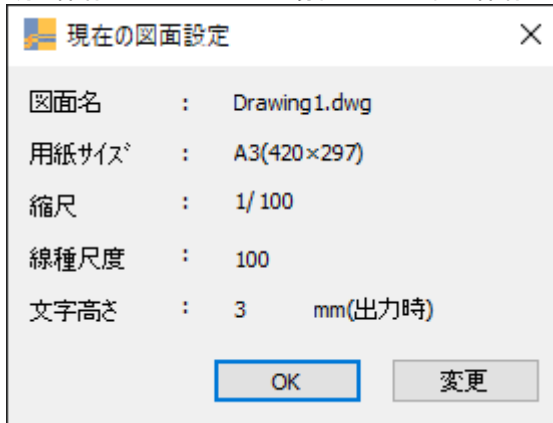 現在の図面設定
図面名 : Drawing1.dwg
用紙ｻｲｽﾞ : A3(420×297)
縮尺 : 1/100
線種尺度 : 100
文字高さ : 3 mm(出力時)
OK 変更